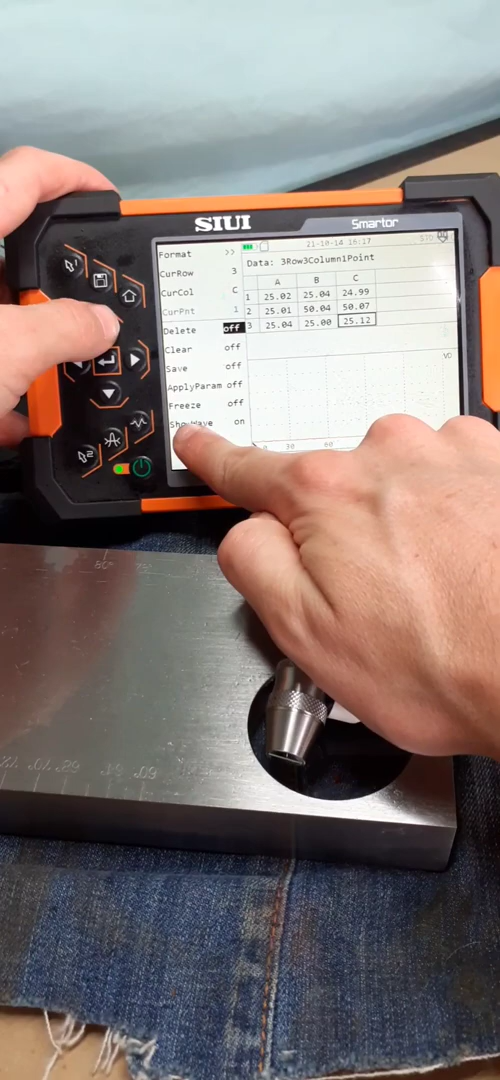 SIUI Smartor
21-10-14 16:17 STD
Format >>
CurRow 3
CurCol C
CurPnt 1
Delete off
Clear off
Save off
ApplyParam off
Freeze off
on
Data: 3Row3Column1Point
A B C
1 25.02 25.04 24.99
2 25.01 50.04 50.07
3 25.04 25.00 25.12
30 60
80°